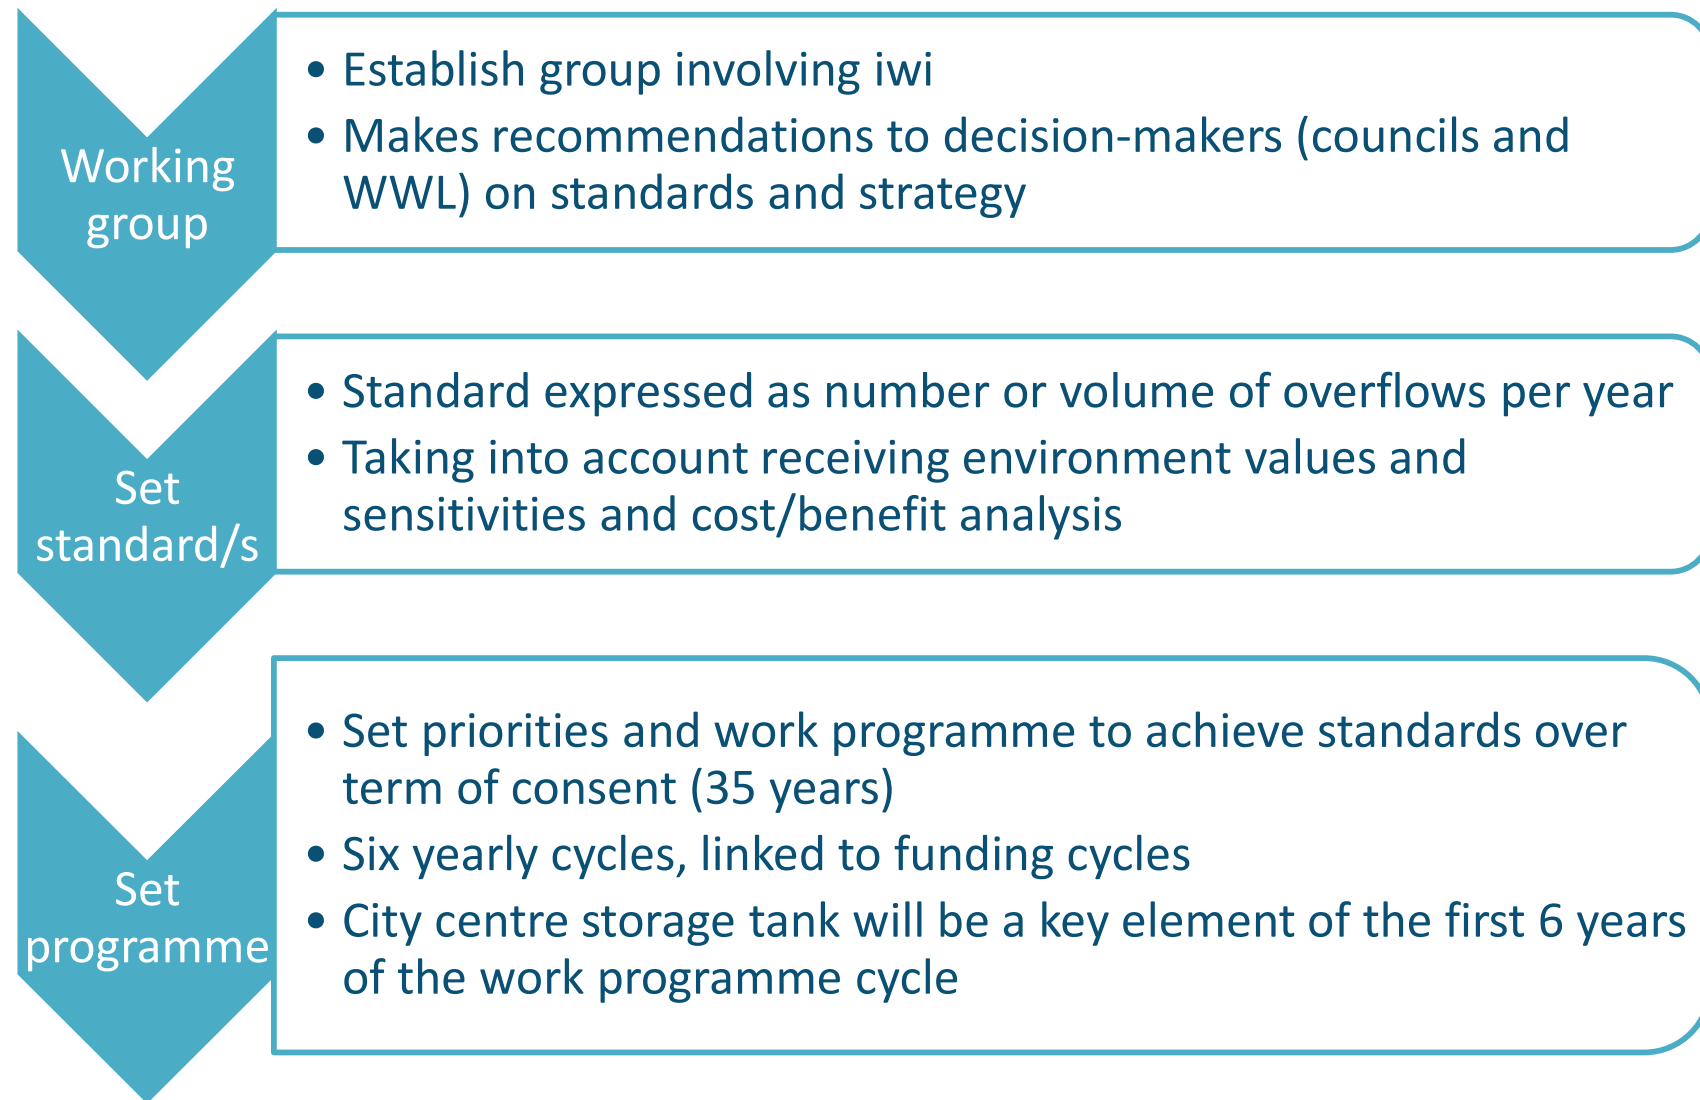 Working
group
• Establish group involving iwi
• Makes recommendations to decision-makers (councils and
WWL) on standards and strategy
Set
standard/s
• Standard expressed as number or volume of overflows per year
• Taking into account receiving environment values and
sensitivities and cost/benefit analysis
Set
programme
• Set priorities and work programme to achieve standards over
term of consent (35 years)
• Six yearly cycles, linked to funding cycles
• City centre storage tank will be a key element of the first 6 years
of the work programme cycle